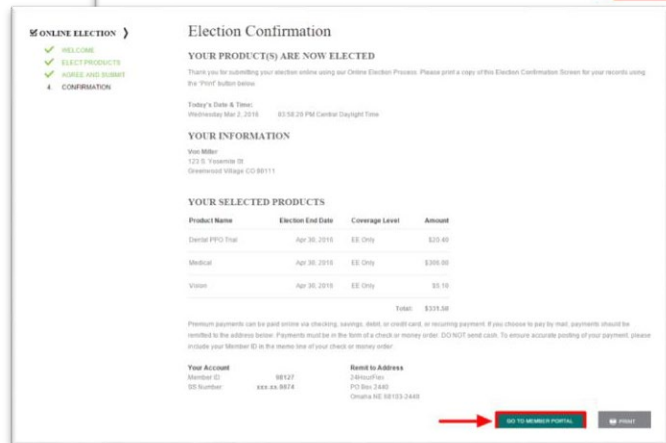 ONLINE ELECTION
WELCOME
ELECT PRODUCTS
AGREE AND SUBMIT
4. CONFIRMATION
Election Confirmation
YOUR PRODUCT(S) ARE NOW ELECTED
Thank you for submitting your election online using our Online Election Process. Please print a copy of this Election Confirmation Screen for your records using
the "Print" button below.
Today's Date & Time:
Wednesday Mar 2, 2016 03:58:29 PM Central Daylight Time
YOUR INFORMATION
Von Miller
123 S. Yosemite St
Greenwood Village CO 80111
YOUR SELECTED PRODUCTS
Product Name Election End Date Coverage Level Amount
Dental PPO Trial Apr 30, 2016 EE Only $20.40
Medical Apr 30, 2016 EE Only
Vision Apr 30, 2016 EE Only $5.10
Total:
Premium payments can be paid online via checking, savings, debit, or credit card, or recurring payment. If you choose to pay by mail, payments should be
remitted to the address below. Payments must be in the form of a check or money order. DO NOT send cash. To ensure accurate posting of your payment, please
include your Member ID in the memo line of your check or money order.
Your Account Remit to Address
Member ID 98127 24HourFlex
SS Number xxx-xx-9874 PO Box 2440
Omaha NE 68103-2440
GO TO MEMBER PORTAL PRINT